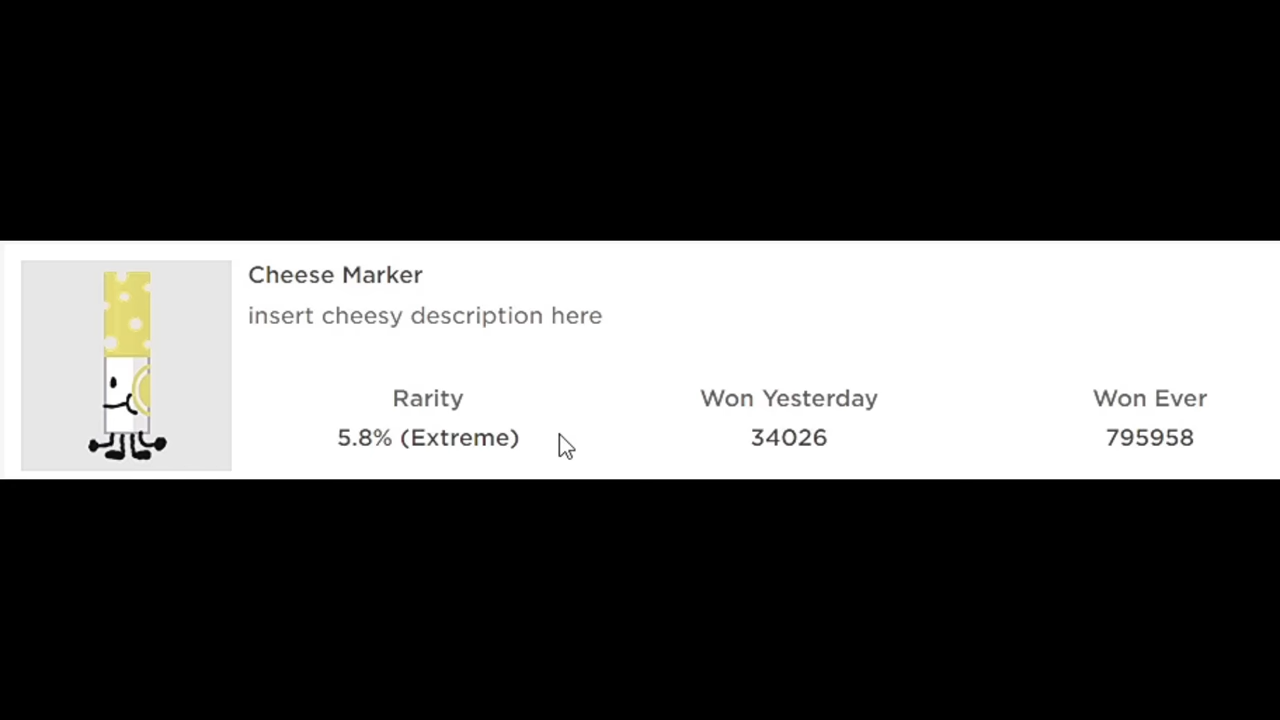 Cheese Marker
insert cheesy description here
Rarity Won Yesterday Won Ever
5.8% (Extreme) 34026 795958